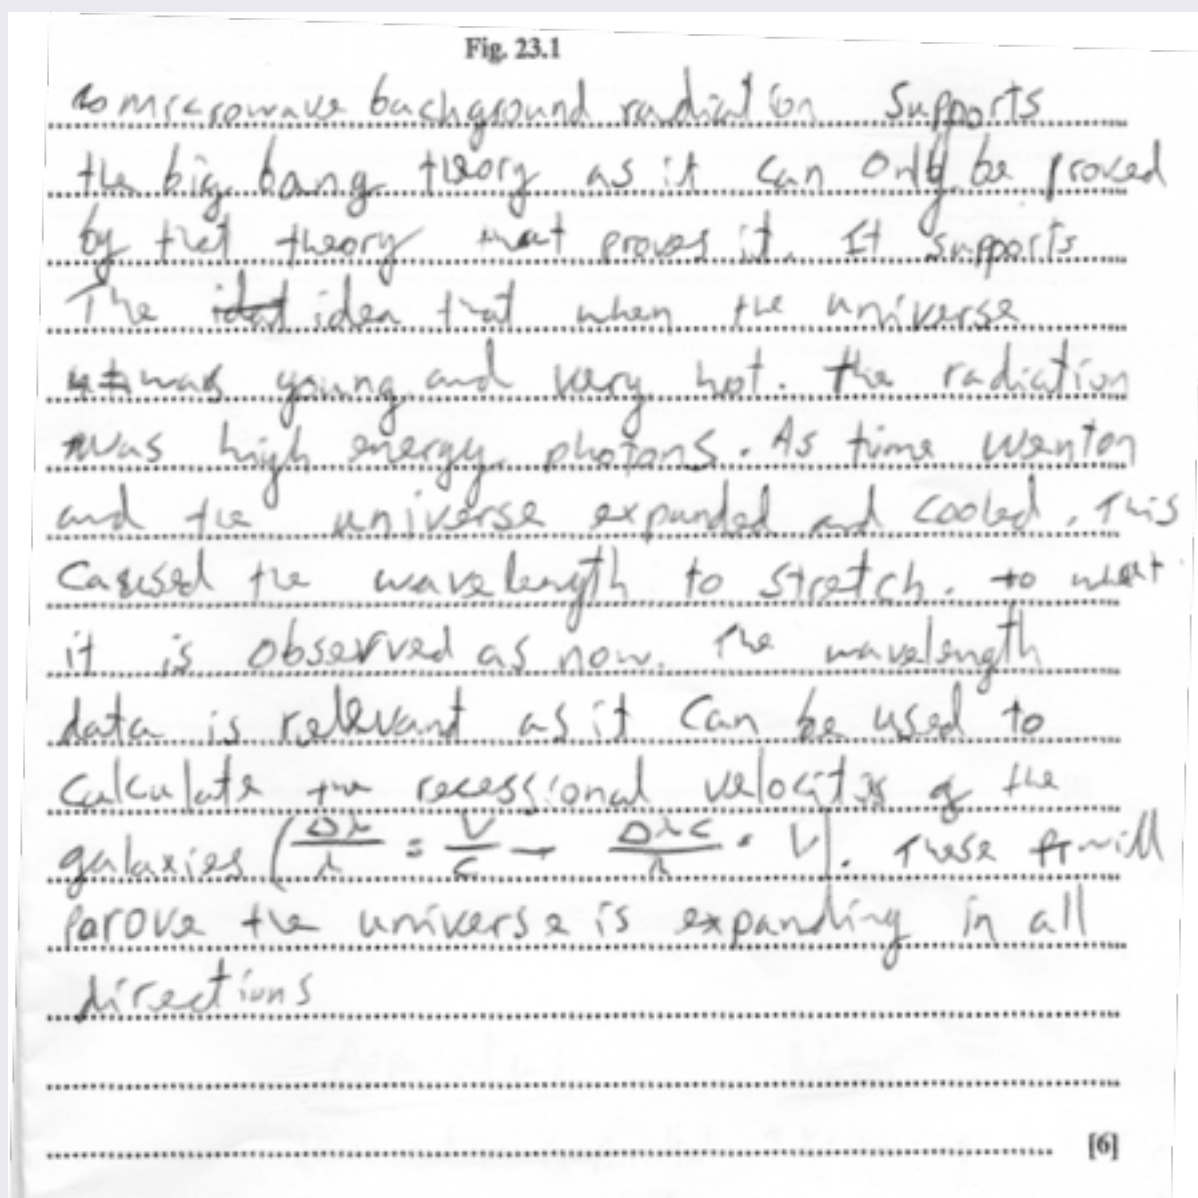 Fig. 23.1
microwave background radiation supports
the big bang theory as it can only be proved
by that theory that proves it. It supports
The idea that when the universe
was young and very hot. the radiation
was high energy photons. As time went on
and the universe expanded and cooled. This
caused the wavelength to stretch. to what
it is observed as now. The wavelength
data is relevant as it can be used to
calculate the recessional velocities of the
galaxies (Δλ/λ = V/C → ΔλC/λ = V). These will
parove the universe is expanding in all
directions
[6]